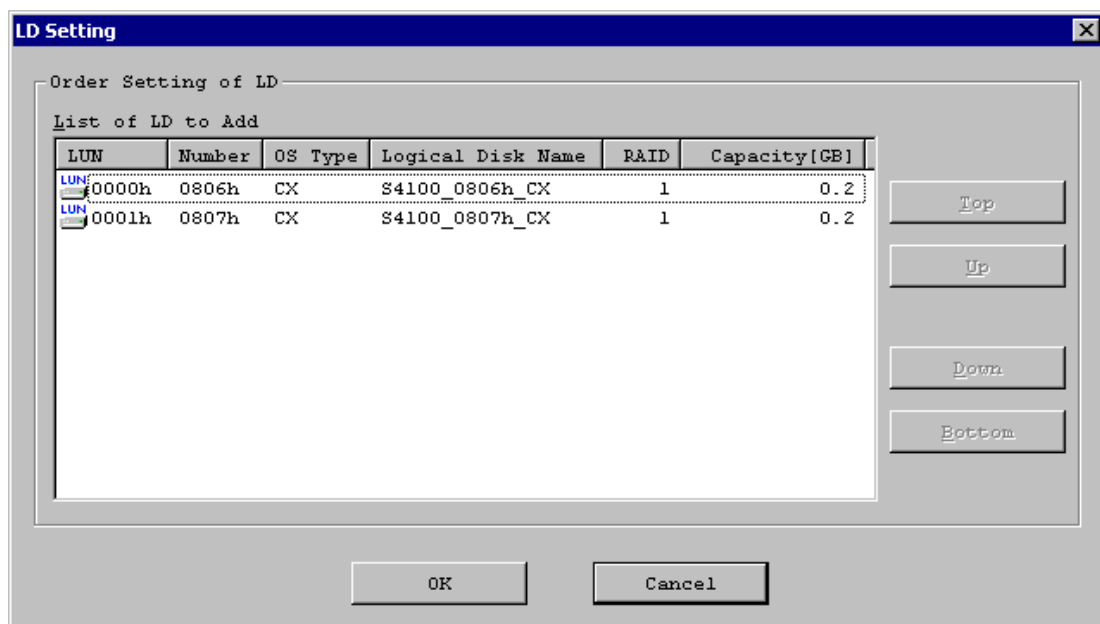 LD Setting
Order Setting of LD
List of LD to Add
LUN Number OS Type Logical Disk Name RAID Capacity[GB]
LUN 0000h 0806h CX S4100_0806h_CX 1 0.2
LUN 0001h 0807h CX S4100_0807h_CX 1 0.2
Top
Up
Down
Bottom
OK Cancel